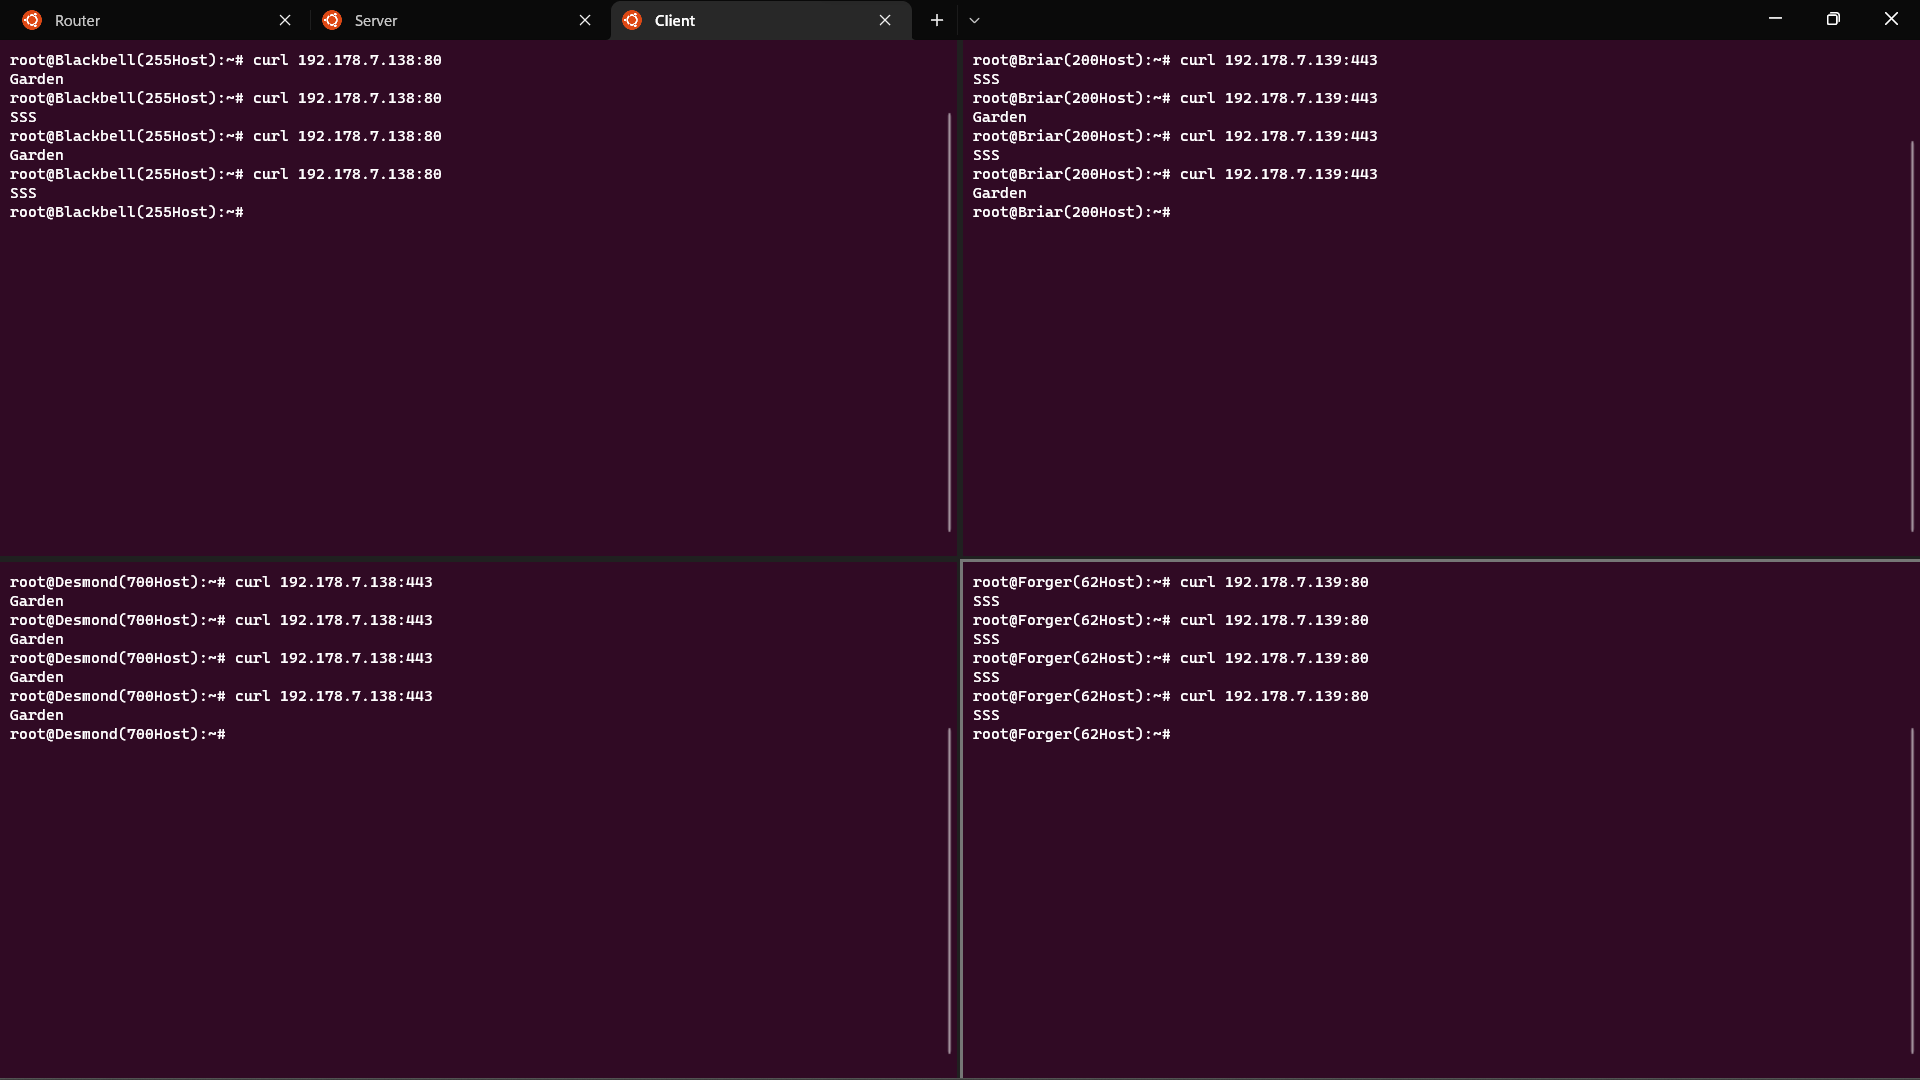 Router
Server
Client
root@Blackbell(255Host):~# curl 192.178.7.138:80
Garden
root@Blackbell(255Host):~# curl 192.178.7.138:80
SSS
root@Blackbell(255Host):~# curl 192.178.7.138:80
Garden
root@Blackbell(255Host):~# curl 192.178.7.138:80
SSS
root@Blackbell(255Host):~#
root@Briar(200Host):~# curl 192.178.7.139:443
SSS
root@Briar(200Host):~# curl 192.178.7.139:443
Garden
root@Briar(200Host):~# curl 192.178.7.139:443
SSS
root@Briar(200Host):~# curl 192.178.7.139:443
Garden
root@Briar(200Host):~#
root@Desmond(700Host):~# curl 192.178.7.138:443
Garden
root@Desmond(700Host):~# curl 192.178.7.138:443
Garden
root@Desmond(700Host):~# curl 192.178.7.138:443
Garden
root@Desmond(700Host):~# curl 192.178.7.138:443
Garden
root@Desmond(700Host):~#
root@Forger(62Host):~# curl 192.178.7.139:80
SSS
root@Forger(62Host):~# curl 192.178.7.139:80
SSS
root@Forger(62Host):~# curl 192.178.7.139:80
SSS
root@Forger(62Host):~# curl 192.178.7.139:80
SSS
root@Forger(62Host):~#